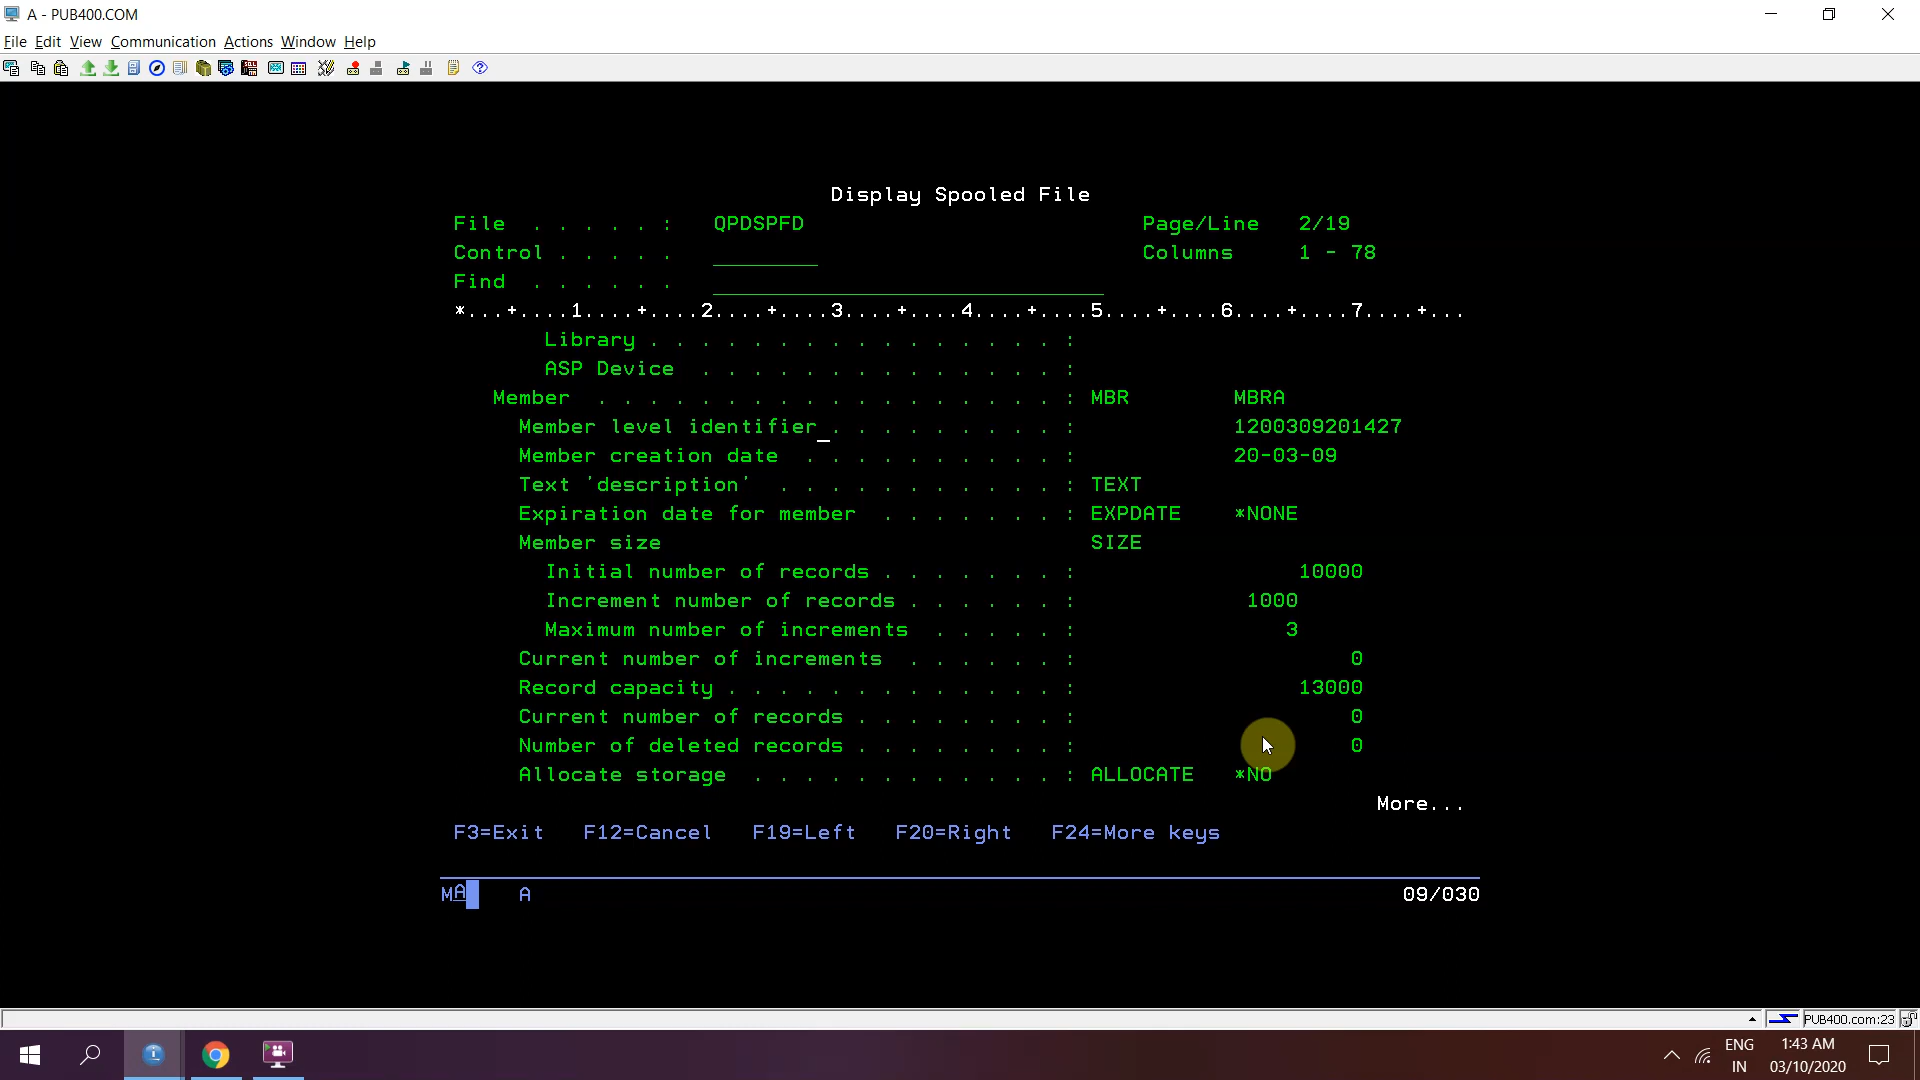 A - PUB400.COM
File Edit View Communication Actions Window Help
Display Spooled File
File . . . . . : QPDSPFD Page/Line 2/19
Control . . . . . Columns 1 - 78
Find . . . . . .
*...+....1....+....2....+....3....+....4....+....5....+....6....+....7....+...
Library . . . . . . . . . . . . . . . . . :
ASP Device . . . . . . . . . . . . . . . :
Member . . . . . . . . . . . . . . . . . . : MBR MBRA
Member level identifier_. . . . . . . . . : 1200309201427
Member creation date . . . . . . . . . . : 20-03-09
Text 'description' . . . . . . . . . . . : TEXT
Expiration date for member . . . . . . . : EXPDATE *NONE
Member size SIZE
Initial number of records . . . . . . . : 10000
Increment number of records . . . . . . : 1000
Maximum number of increments . . . . . : 3
Current number of increments . . . . . . : 0
Record capacity . . . . . . . . . . . . . : 13000
Current number of records . . . . . . . . : 0
Number of deleted records . . . . . . . . : 0
Allocate storage . . . . . . . . . . . . : ALLOCATE *NO
More...
F3=Exit F12=Cancel F19=Left F20=Right F24=More keys
MA A 09/030
PUB400.com:23
ENG 1:43 AM
IN 03/10/2020